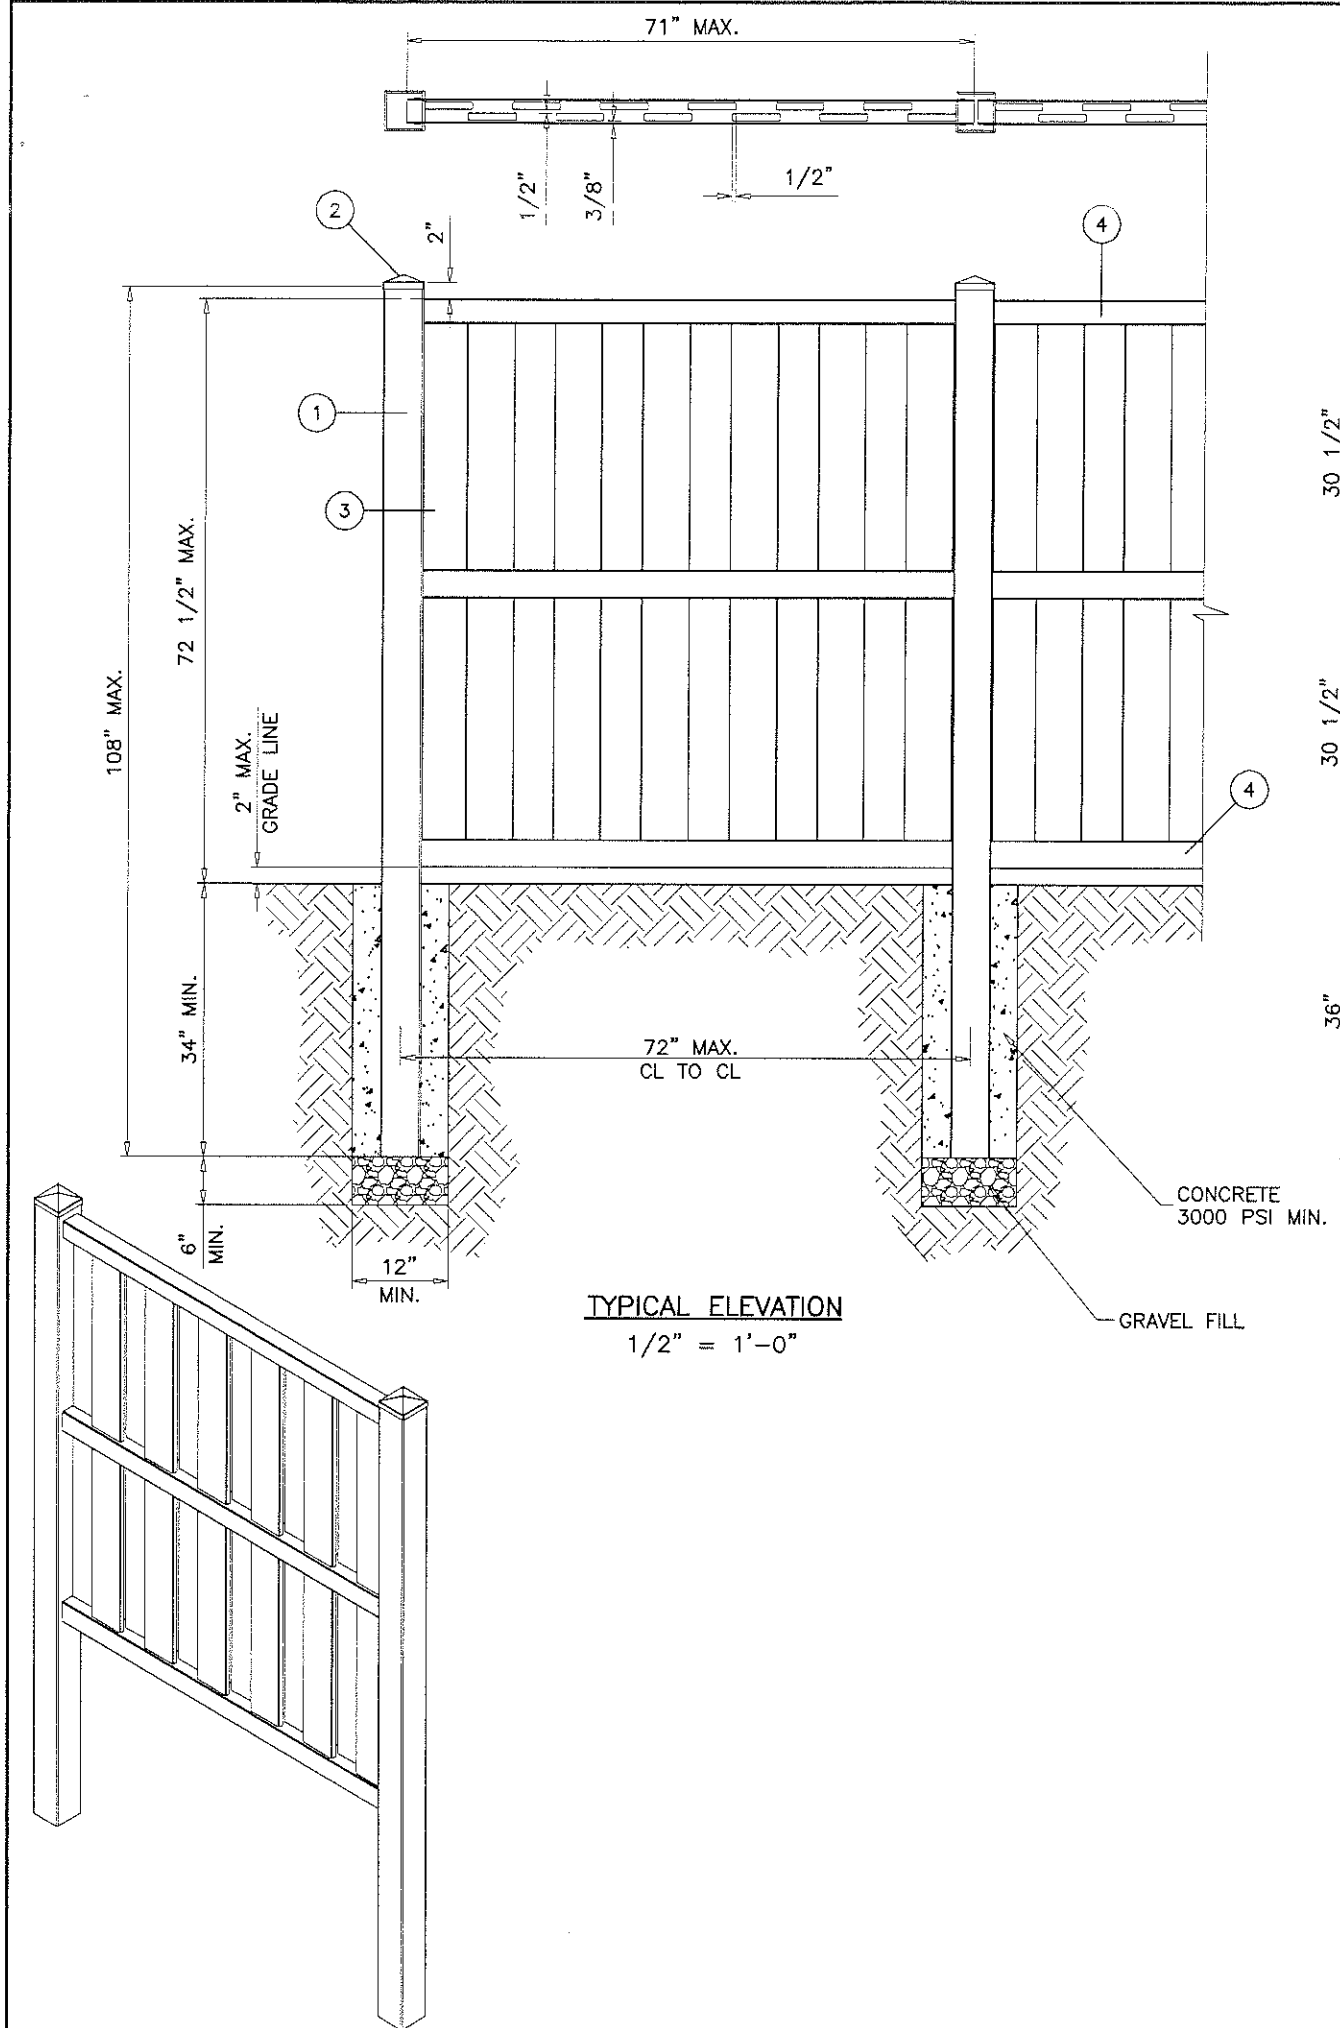 71" MAX.
1/2"
3/8"
1/2"
2
2"
4
1
3
72 1/2" MAX.
108" MAX.
2" MAX.
GRADE LINE
30 1/2"
30 1/2"
4
34" MIN.
72" MAX.
CL TO CL
36"
6"
MIN.
12"
MIN.
CONCRETE
3000 PSI MIN.
GRAVEL FILL
TYPICAL ELEVATION
1/2" = 1'-0"